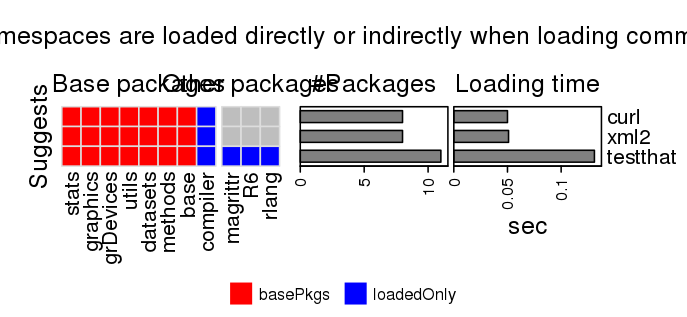 mespaces are loaded directly or indirectly when loading comm
Base packages
Other packages
#Packages
Loading time
Suggests
curl
xml2
testthat
0
5
10
0
0.05
0.1
sec
stats
graphics
grDevices
utils
datasets
methods
base
compiler
magrittr
R6
rlang
basePkgs
loadedOnly